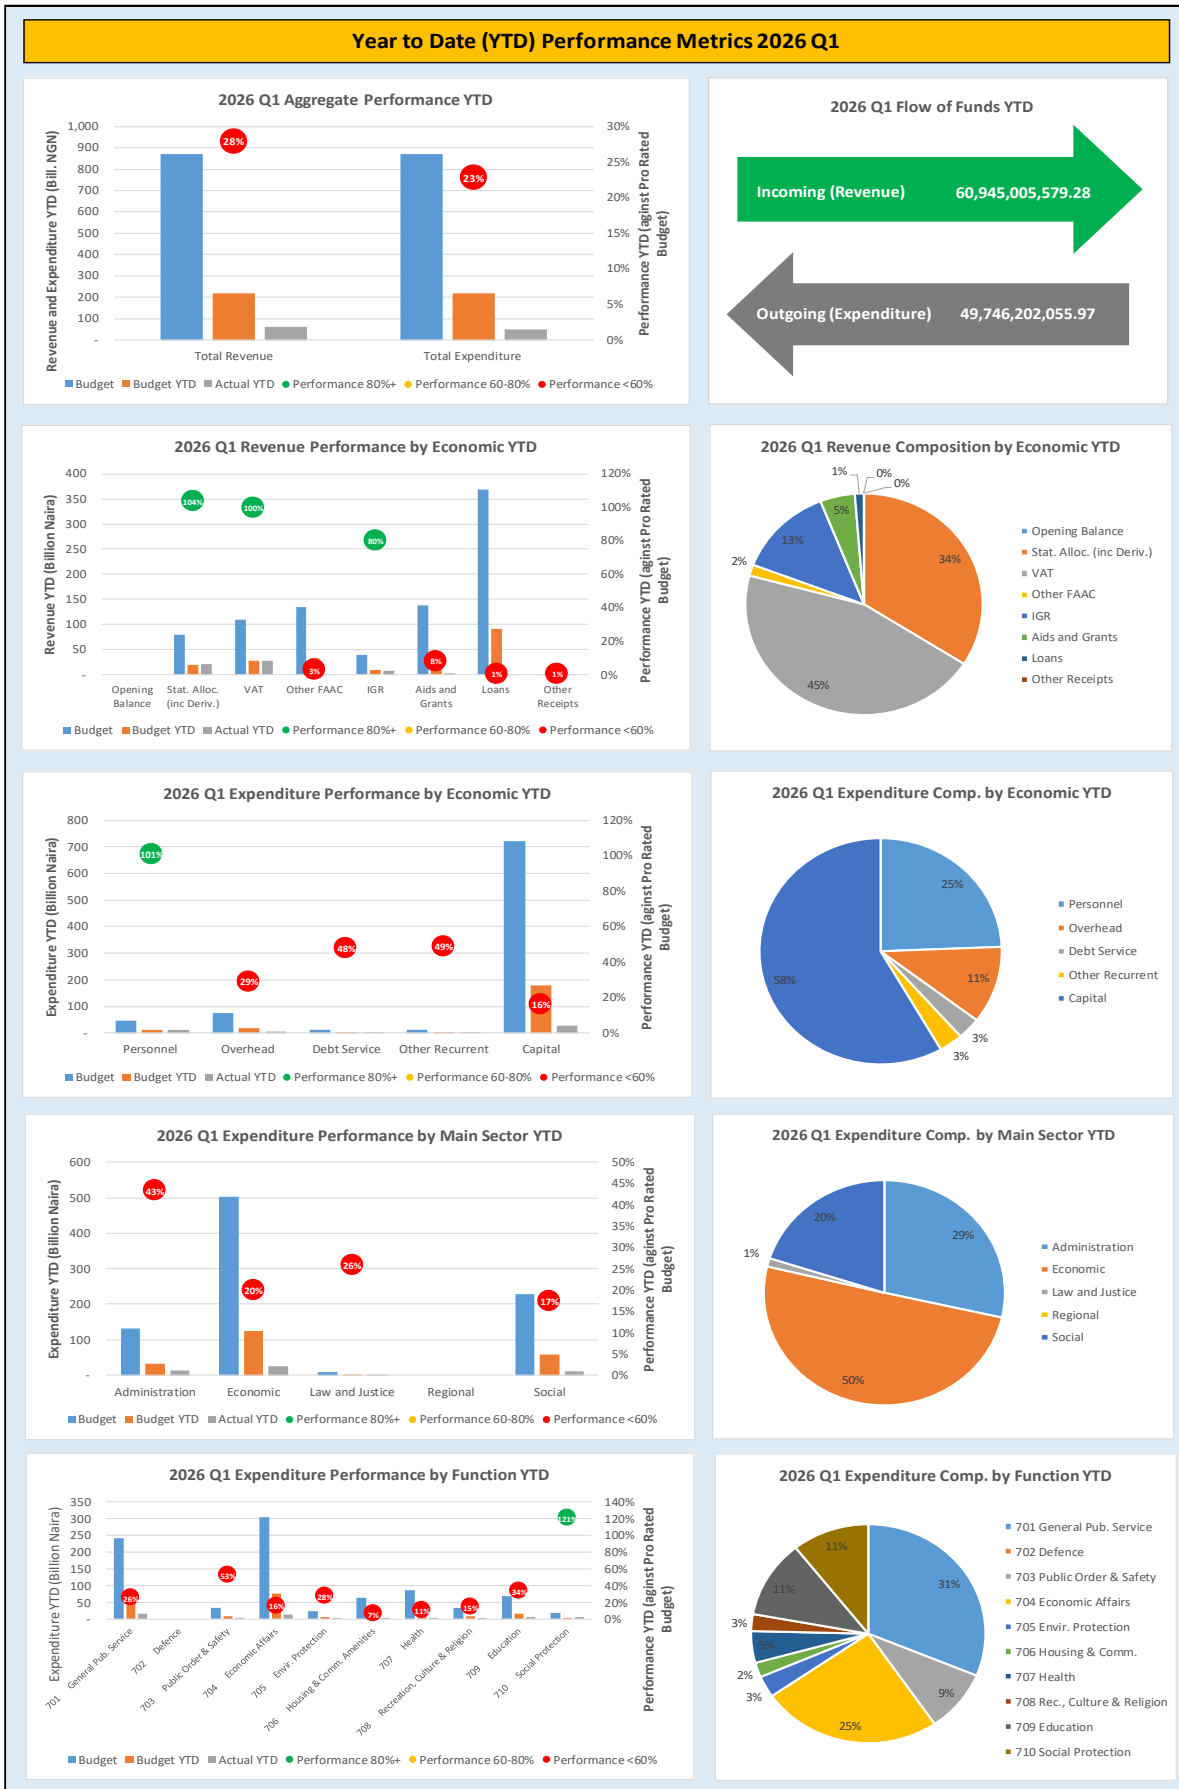 Year to Date (YTD) Performance Metrics 2026 Q1
2026 Q1 Aggregate Performance YTD
Revenue and Expenditure YTD (Bill. NGN)
1,000
900
800
700
600
500
400
300
200
100
-
28%
23%
30%
25%
20%
15%
10%
5%
0%
Performance YTD (aginst Pro Rated Budget)
Total Revenue
Total Expenditure
Budget Budget YTD Actual YTD Performance 80%+ Performance 60-80% Performance <60%
2026 Q1 Flow of Funds YTD
Incoming (Revenue) 60,945,005,579.28
Outgoing (Expenditure) 49,746,202,055.97
2026 Q1 Revenue Performance by Economic YTD
Revenue YTD (Billion Naira)
400
350
300
250
200
150
100
50
-
104%
100%
3%
80%
8%
1%
1%
120%
100%
80%
60%
40%
20%
0%
Performance YTD (aginst Pro Rated Budget)
Opening Balance
Stat. Alloc. (inc Deriv.)
VAT
Other FAAC
IGR
Aids and Grants
Loans
Other Receipts
Budget Budget YTD Actual YTD Performance 80%+ Performance 60-80% Performance <60%
2026 Q1 Revenue Composition by Economic YTD
1%
0%
0%
5%
13%
2%
34%
45%
Opening Balance
Stat. Alloc. (inc Deriv.)
VAT
Other FAAC
IGR
Aids and Grants
Loans
Other Receipts
2026 Q1 Expenditure Performance by Economic YTD
Expenditure YTD (Billion Naira)
800
700
600
500
400
300
200
100
-
101%
29%
48%
49%
16%
120%
100%
80%
60%
40%
20%
0%
Performance YTD (aginst Pro Rated Budget)
Personnel
Overhead
Debt Service
Other Recurrent
Capital
Budget Budget YTD Actual YTD Performance 80%+ Performance 60-80% Performance <60%
2026 Q1 Expenditure Comp. by Economic YTD
25%
11%
3%
3%
58%
Personnel
Overhead
Debt Service
Other Recurrent
Capital
2026 Q1 Expenditure Performance by Main Sector YTD
Expenditure YTD (Billion Naira)
600
500
400
300
200
100
-
43%
20%
26%
17%
50%
45%
40%
35%
30%
25%
20%
15%
10%
5%
0%
Performance YTD (aginst Pro Rated Budget)
Administration
Economic
Law and Justice
Regional
Social
Budget Budget YTD Actual YTD Performance 80%+ Performance 60-80% Performance <60%
2026 Q1 Expenditure Comp. by Main Sector YTD
20%
29%
1%
50%
Administration
Economic
Law and Justice
Regional
Social
2026 Q1 Expenditure Performance by Function YTD
Expenditure YTD (Billion Naira)
350
300
250
200
150
100
50
-
26%
53%
16%
28%
7%
11%
15%
34%
121%
140%
120%
100%
80%
60%
40%
20%
0%
Performance YTD (aginst Pro Rated Budget)
701 General Pub. Service
702 Defence
703 Public Order & Safety
704 Economic Affairs
705 Envir. Protection
706 Housing & Comm. Amenities
707 Health
708 Recreation, Culture & Religion
709 Education
710 Social Protection
Budget Budget YTD Actual YTD Performance 80%+ Performance 60-80% Performance <60%
2026 Q1 Expenditure Comp. by Function YTD
11%
31%
11%
3%
5%
2%
3%
25%
9%
701 General Pub. Service
702 Defence
703 Public Order & Safety
704 Economic Affairs
705 Envir. Protection
706 Housing & Comm.
707 Health
708 Rec., Culture & Religion
709 Education
710 Social Protection